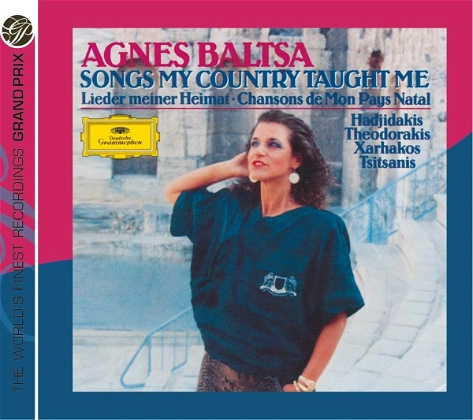 AGNES BALTSA
SONGS MY COUNTRY TAUGHT ME
Lieder meiner Heimat · Chansons de Mon Pays Natal
Deutsche
Grammophon
Hadjidakis
Theodorakis
Xarhakos
Tsitsanis
THE WORLD'S FINEST RECORDINGS GRAND PRIX
GP